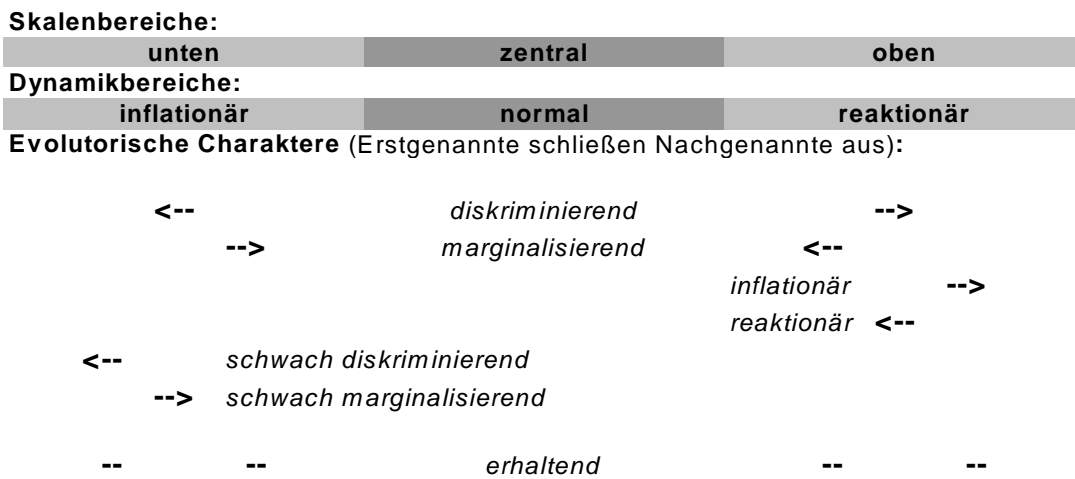 Skalenbereiche:
unten zentral oben
Dynamikbereiche:
inflationär normal reaktionär
Evolutorische Charaktere (Erstgenannte schließen Nachgenannte aus):
<-- diskriminierend -->
--> marginalisierend <--
inflationär -->
reaktionär <--
<-- schwach diskriminierend
--> schwach marginalisierend
-- -- erhaltend -- --